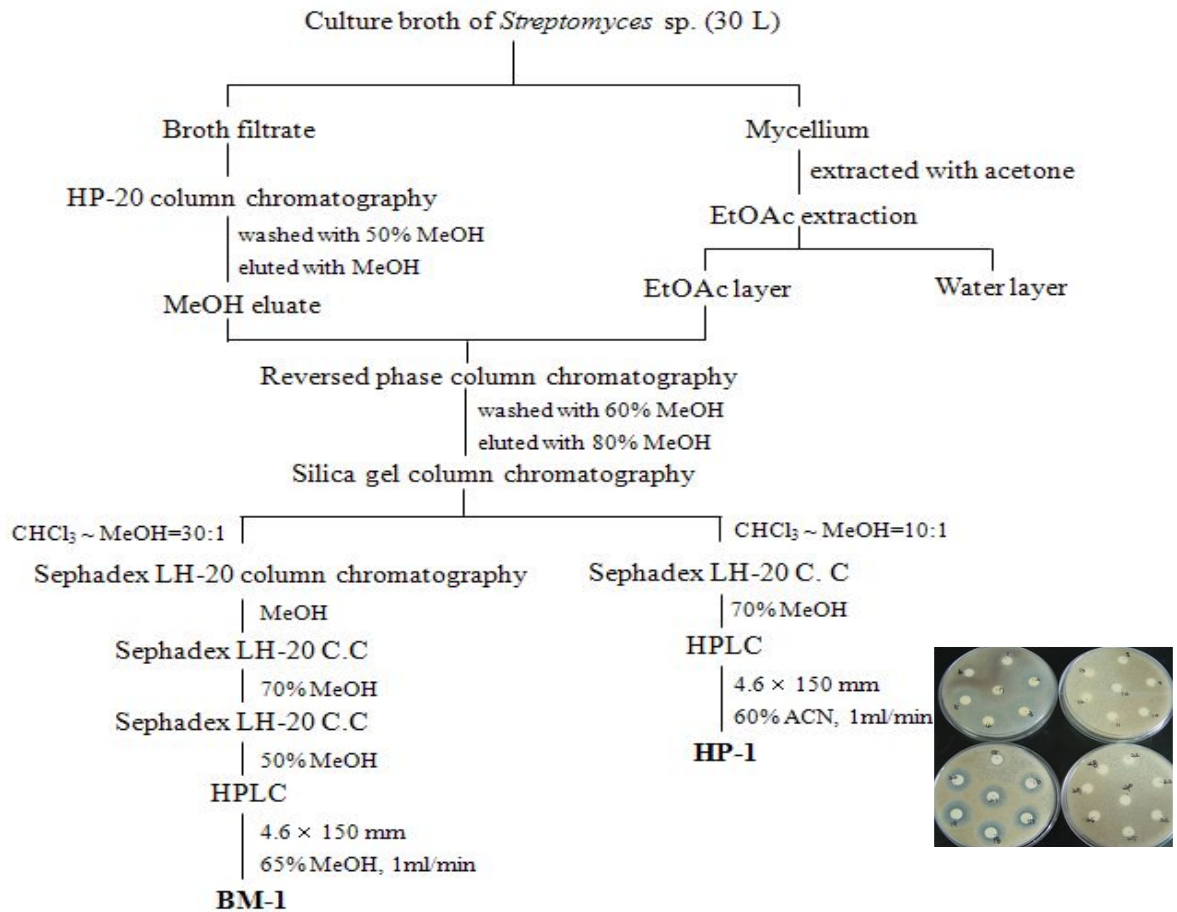 Culture broth of Streptomyces sp. (30 L)
Broth filtrate
Mycellium
extracted with acetone
HP-20 column chromatography
EtOAc extraction
washed with 50% MeOH
eluted with MeOH
MeOH eluate
EtOAc layer
Water layer
Reversed phase column chromatography
washed with 60% MeOH
eluted with 80% MeOH
Silica gel column chromatography
CHCl₃ ~ MeOH=30:1
CHCl₃ ~ MeOH=10:1
Sephadex LH-20 column chromatography
Sephadex LH-20 C. C
MeOH
70% MeOH
Sephadex LH-20 C.C
HPLC
70% MeOH
4.6 × 150 mm
60% ACN, 1ml/min
Sephadex LH-20 C.C
HP-1
50% MeOH
HPLC
4.6 × 150 mm
65% MeOH, 1ml/min
BM-1